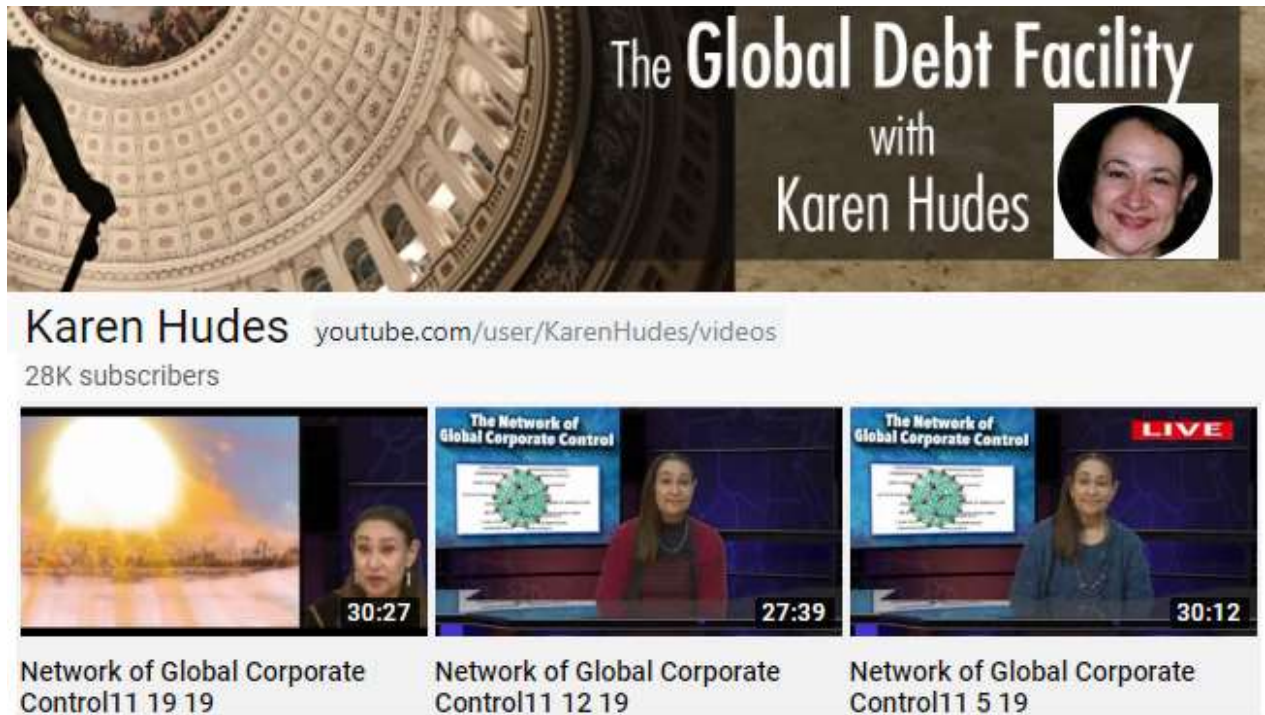 The Global Debt Facility
with
Karen Hudes
Karen Hudes youtube.com/user/KarenHudes/videos
28K subscribers
30:27
The Network of
Global Corporate Control
27:39
The Network of
Global Corporate Control
LIVE
30:12
Network of Global Corporate
Control11 19 19
Network of Global Corporate
Control11 12 19
Network of Global Corporate
Control11 5 19